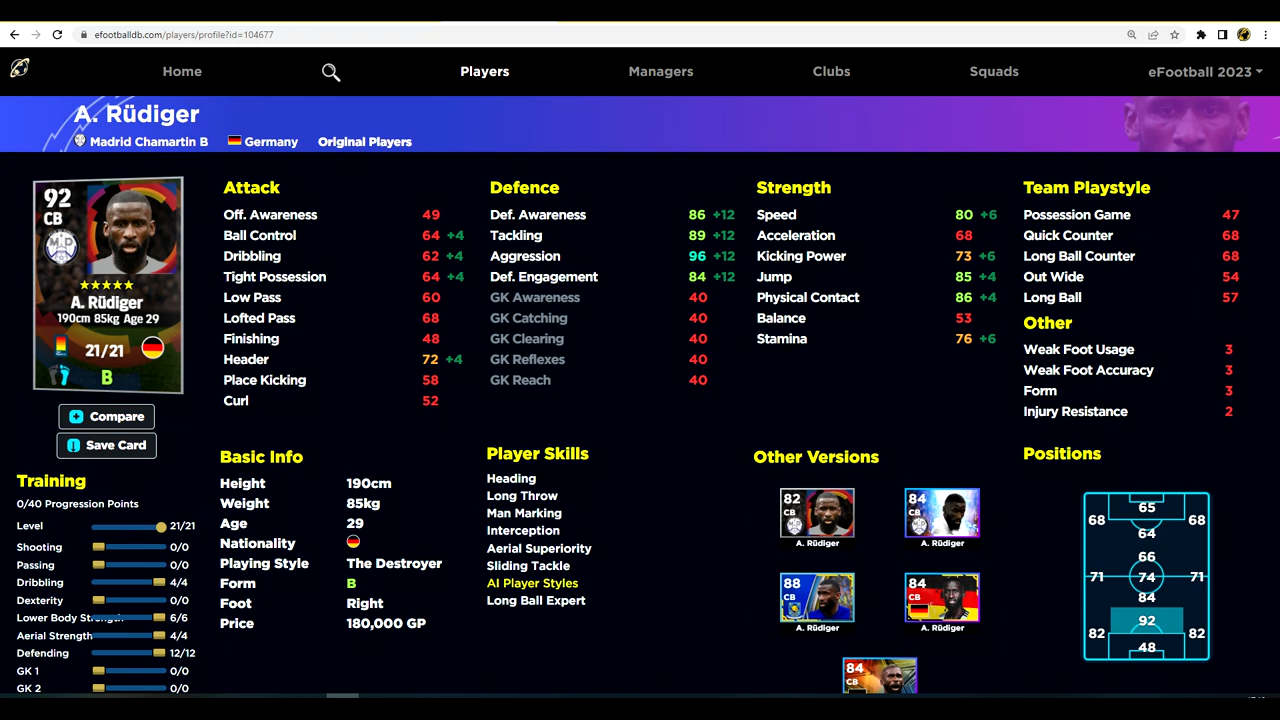 efootballdb.com/players/profile?id=104677
Home Players Managers Clubs Squads eFootball 2023
A. Rüdiger
Madrid Chamartin B Germany Original Players
92
CB
A. Rüdiger
190cm 85kg Age 29
21/21
B
Compare
Save Card
Attack
Off. Awareness 49
Ball Control 64 +4
Dribbling 62 +4
Tight Possession 64 +4
Low Pass 60
Lofted Pass 68
Finishing 48
Header 72 +4
Place Kicking 58
Curl 52
Defence
Def. Awareness 86 +12
Tackling 89 +12
Aggression 96 +12
Def. Engagement 84 +12
GK Awareness 40
GK Catching 40
GK Clearing 40
GK Reflexes 40
GK Reach 40
Strength
Speed 80 +6
Acceleration 68
Kicking Power 73 +6
Jump 85 +4
Physical Contact 86 +4
Balance 53
Stamina 76 +6
Team Playstyle
Possession Game 47
Quick Counter 68
Long Ball Counter 68
Out Wide 54
Long Ball 57
Other
Weak Foot Usage 3
Weak Foot Accuracy 3
Form 3
Injury Resistance 2
Training
0/40 Progression Points
Level 21/21
Shooting 0/0
Passing 0/0
Dribbling 4/4
Dexterity 0/0
Lower Body Strength 6/6
Aerial Strength 4/4
Defending 12/12
GK 1 0/0
GK 2 0/0
Basic Info
Height 190cm
Weight 85kg
Age 29
Nationality
Playing Style The Destroyer
Form B
Foot Right
Price 180,000 GP
Player Skills
Heading
Long Throw
Man Marking
Interception
Aerial Superiority
Sliding Tackle
AI Player Styles
Long Ball Expert
Other Versions
82 84
CB CB
A. Rüdiger A. Rüdiger
88 84
CB CB
A. Rüdiger A. Rüdiger
84
CB
Positions
65
68 68
64
66
71 74 71
84
92
82 82
48